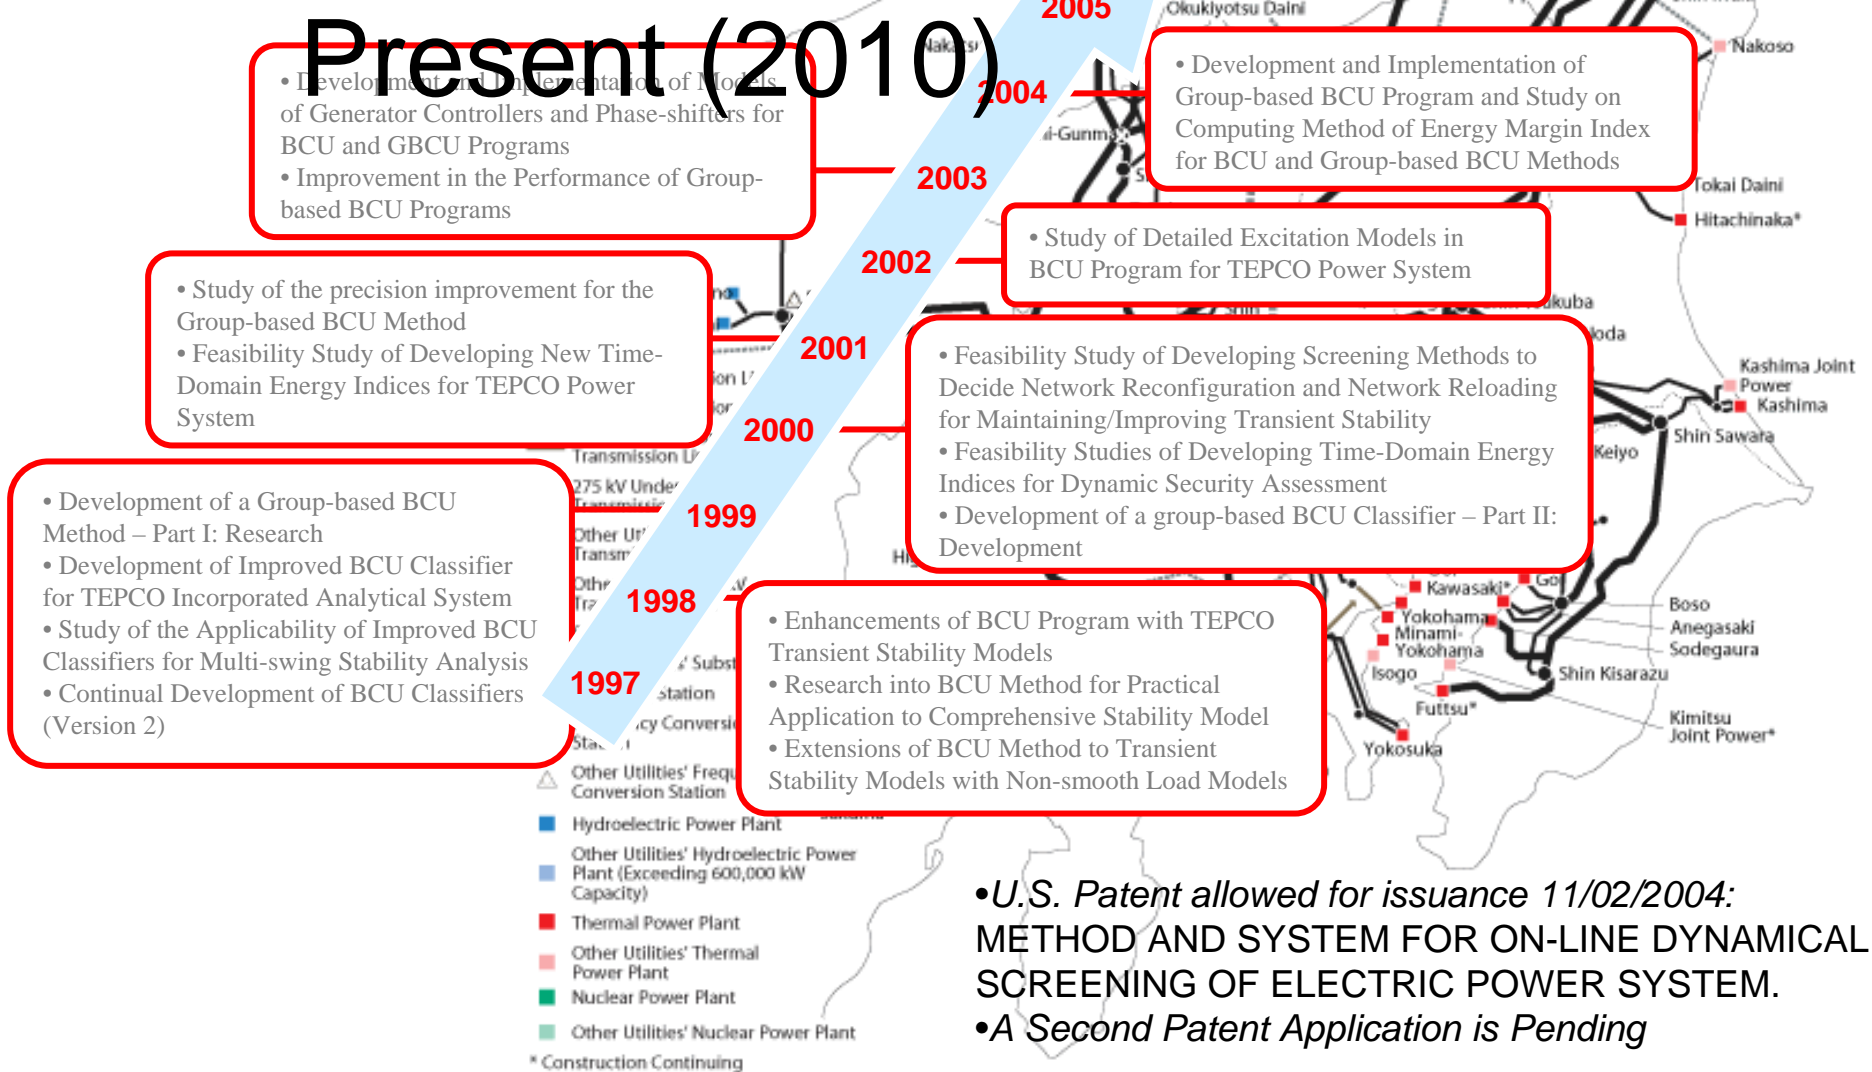 Present (2010)
2005
2004
2003
2002
2001
2000
1999
1998
1997
• Development and Implementation of Models
of Generator Controllers and Phase-shifters for
BCU and GBCU Programs
• Improvement in the Performance of Group-
based BCU Programs
• Development and Implementation of
Group-based BCU Program and Study on
Computing Method of Energy Margin Index
for BCU and Group-based BCU Methods
• Study of Detailed Excitation Models in
BCU Program for TEPCO Power System
• Study of the precision improvement for the
Group-based BCU Method
• Feasibility Study of Developing New Time-
Domain Energy Indices for TEPCO Power
System
• Feasibility Study of Developing Screening Methods to
Decide Network Reconfiguration and Network Reloading
for Maintaining/Improving Transient Stability
• Feasibility Studies of Developing Time-Domain Energy
Indices for Dynamic Security Assessment
• Development of a group-based BCU Classifier – Part II:
Development
• Development of a Group-based BCU
Method – Part I: Research
• Development of Improved BCU Classifier
for TEPCO Incorporated Analytical System
• Study of the Applicability of Improved BCU
Classifiers for Multi-swing Stability Analysis
• Continual Development of BCU Classifiers
(Version 2)
• Enhancements of BCU Program with TEPCO
Transient Stability Models
• Research into BCU Method for Practical
Application to Comprehensive Stability Model
• Extensions of BCU Method to Transient
Stability Models with Non-smooth Load Models
Okukiyotsu Daini
Nakoso
Tokai Daini
Hitachinaka*
Kashima Joint
Power
Kashima
Shin Sawara
Keiyo
Kawasaki*
Goi
Yokohama
Minami-
Yokohama
Isogo
Futtsu*
Yokosuka
Boso
Anegasaki
Sodegaura
Shin Kisarazu
Kimitsu
Joint Power*
Transmission
275 kV
Other
Station
Other Utilities'
Conversion Station
Hydroelectric Power Plant
Other Utilities' Hydroelectric Power
Plant (Exceeding 600,000 kW
Capacity)
Thermal Power Plant
Other Utilities' Thermal
Power Plant
Nuclear Power Plant
Other Utilities' Nuclear Power Plant
* Construction Continuing
•U.S. Patent allowed for issuance 11/02/2004:
METHOD AND SYSTEM FOR ON-LINE DYNAMICAL
SCREENING OF ELECTRIC POWER SYSTEM.
•A Second Patent Application is Pending